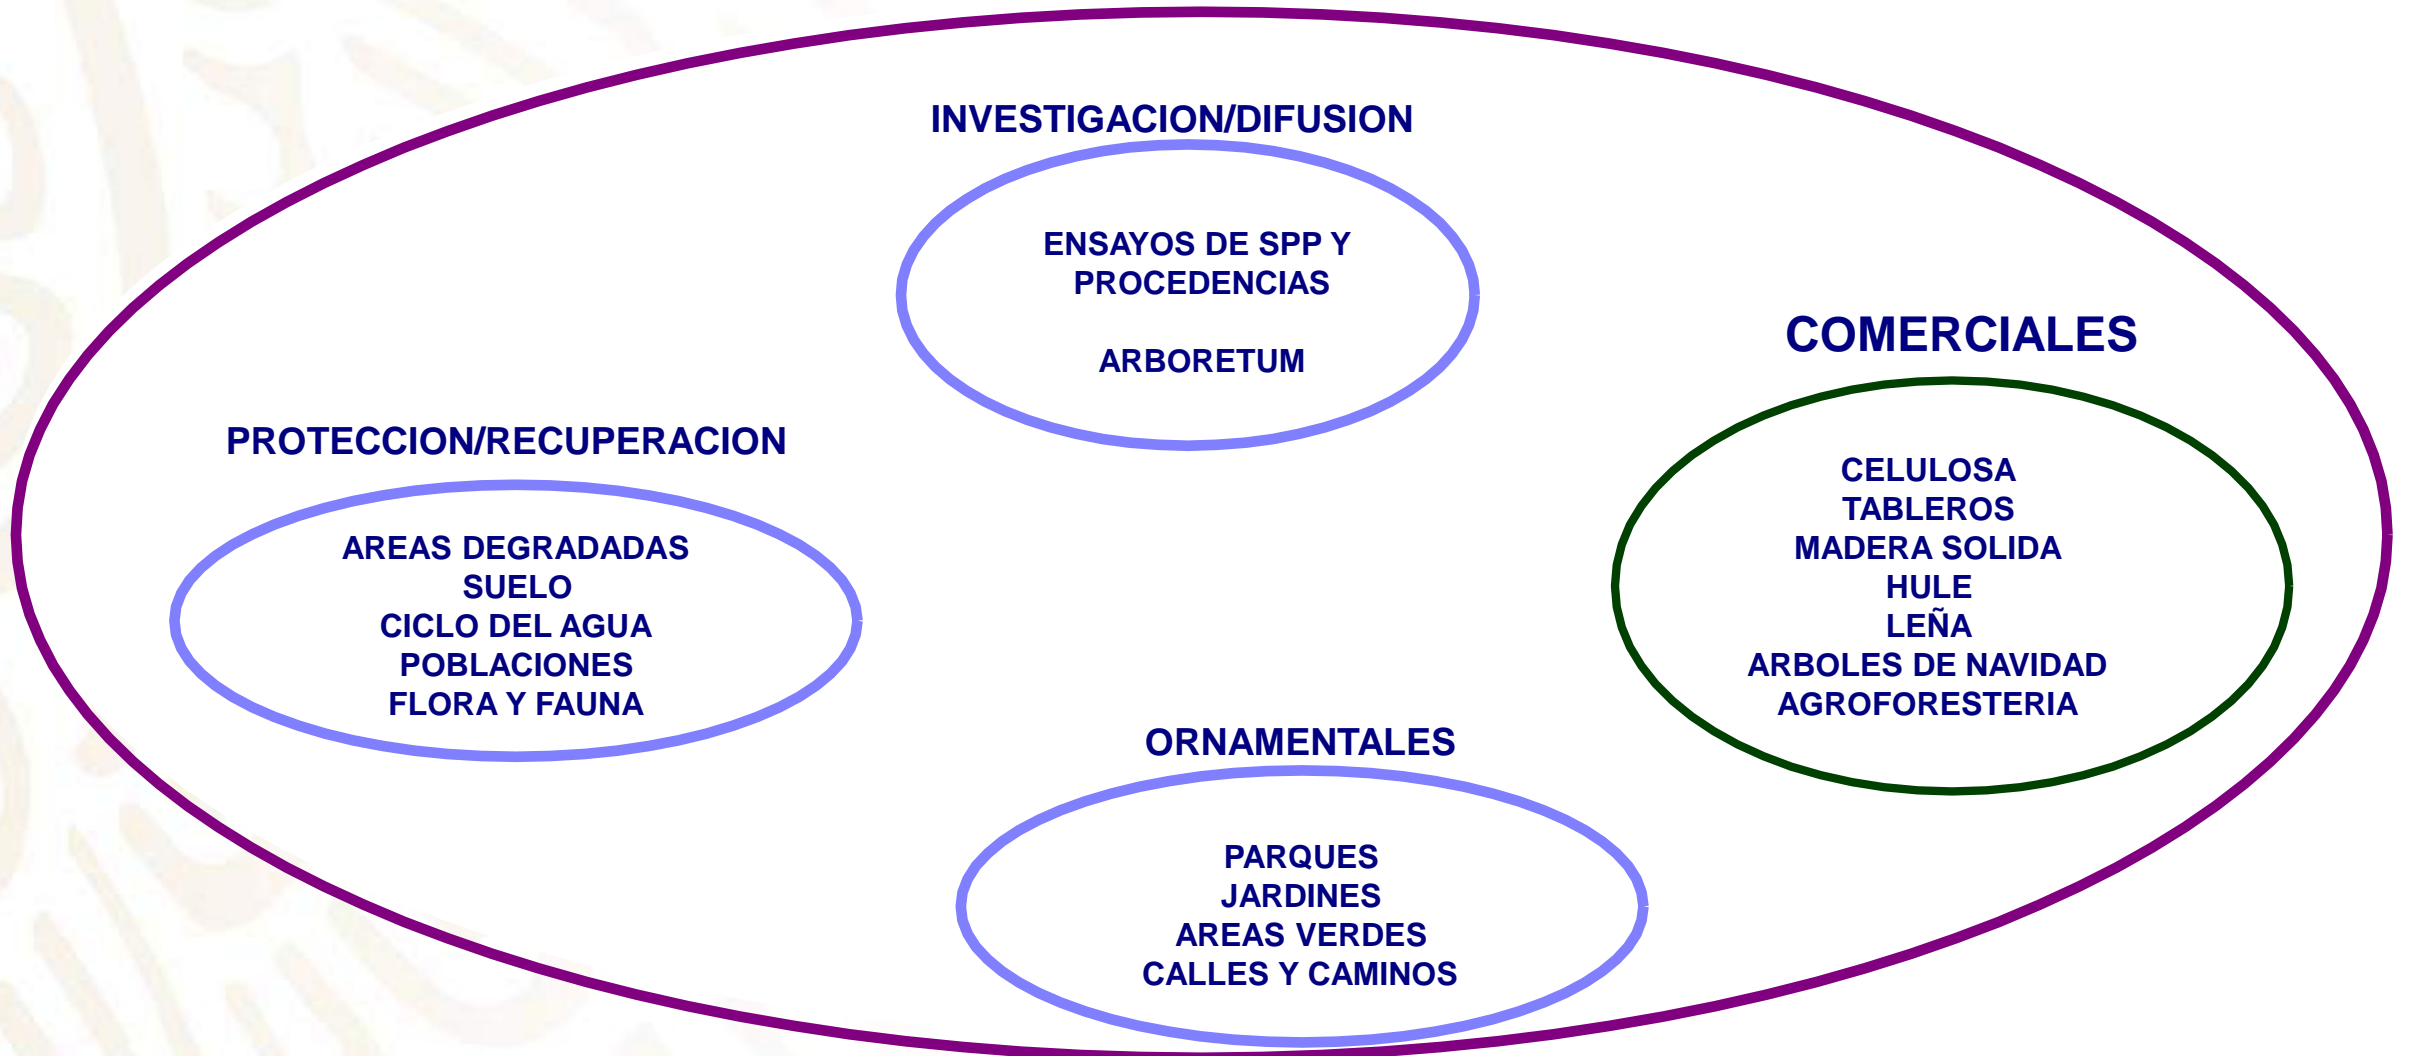 INVESTIGACION/DIFUSION
ENSAYOS DE SPP Y
PROCEDENCIAS
ARBORETUM
COMERCIALES
CELULOSA
TABLEROS
MADERA SOLIDA
HULE
LEÑA
ARBOLES DE NAVIDAD
AGROFORESTERIA
PROTECCION/RECUPERACION
AREAS DEGRADADAS
SUELO
CICLO DEL AGUA
POBLACIONES
FLORA Y FAUNA
ORNAMENTALES
PARQUES
JARDINES
AREAS VERDES
CALLES Y CAMINOS